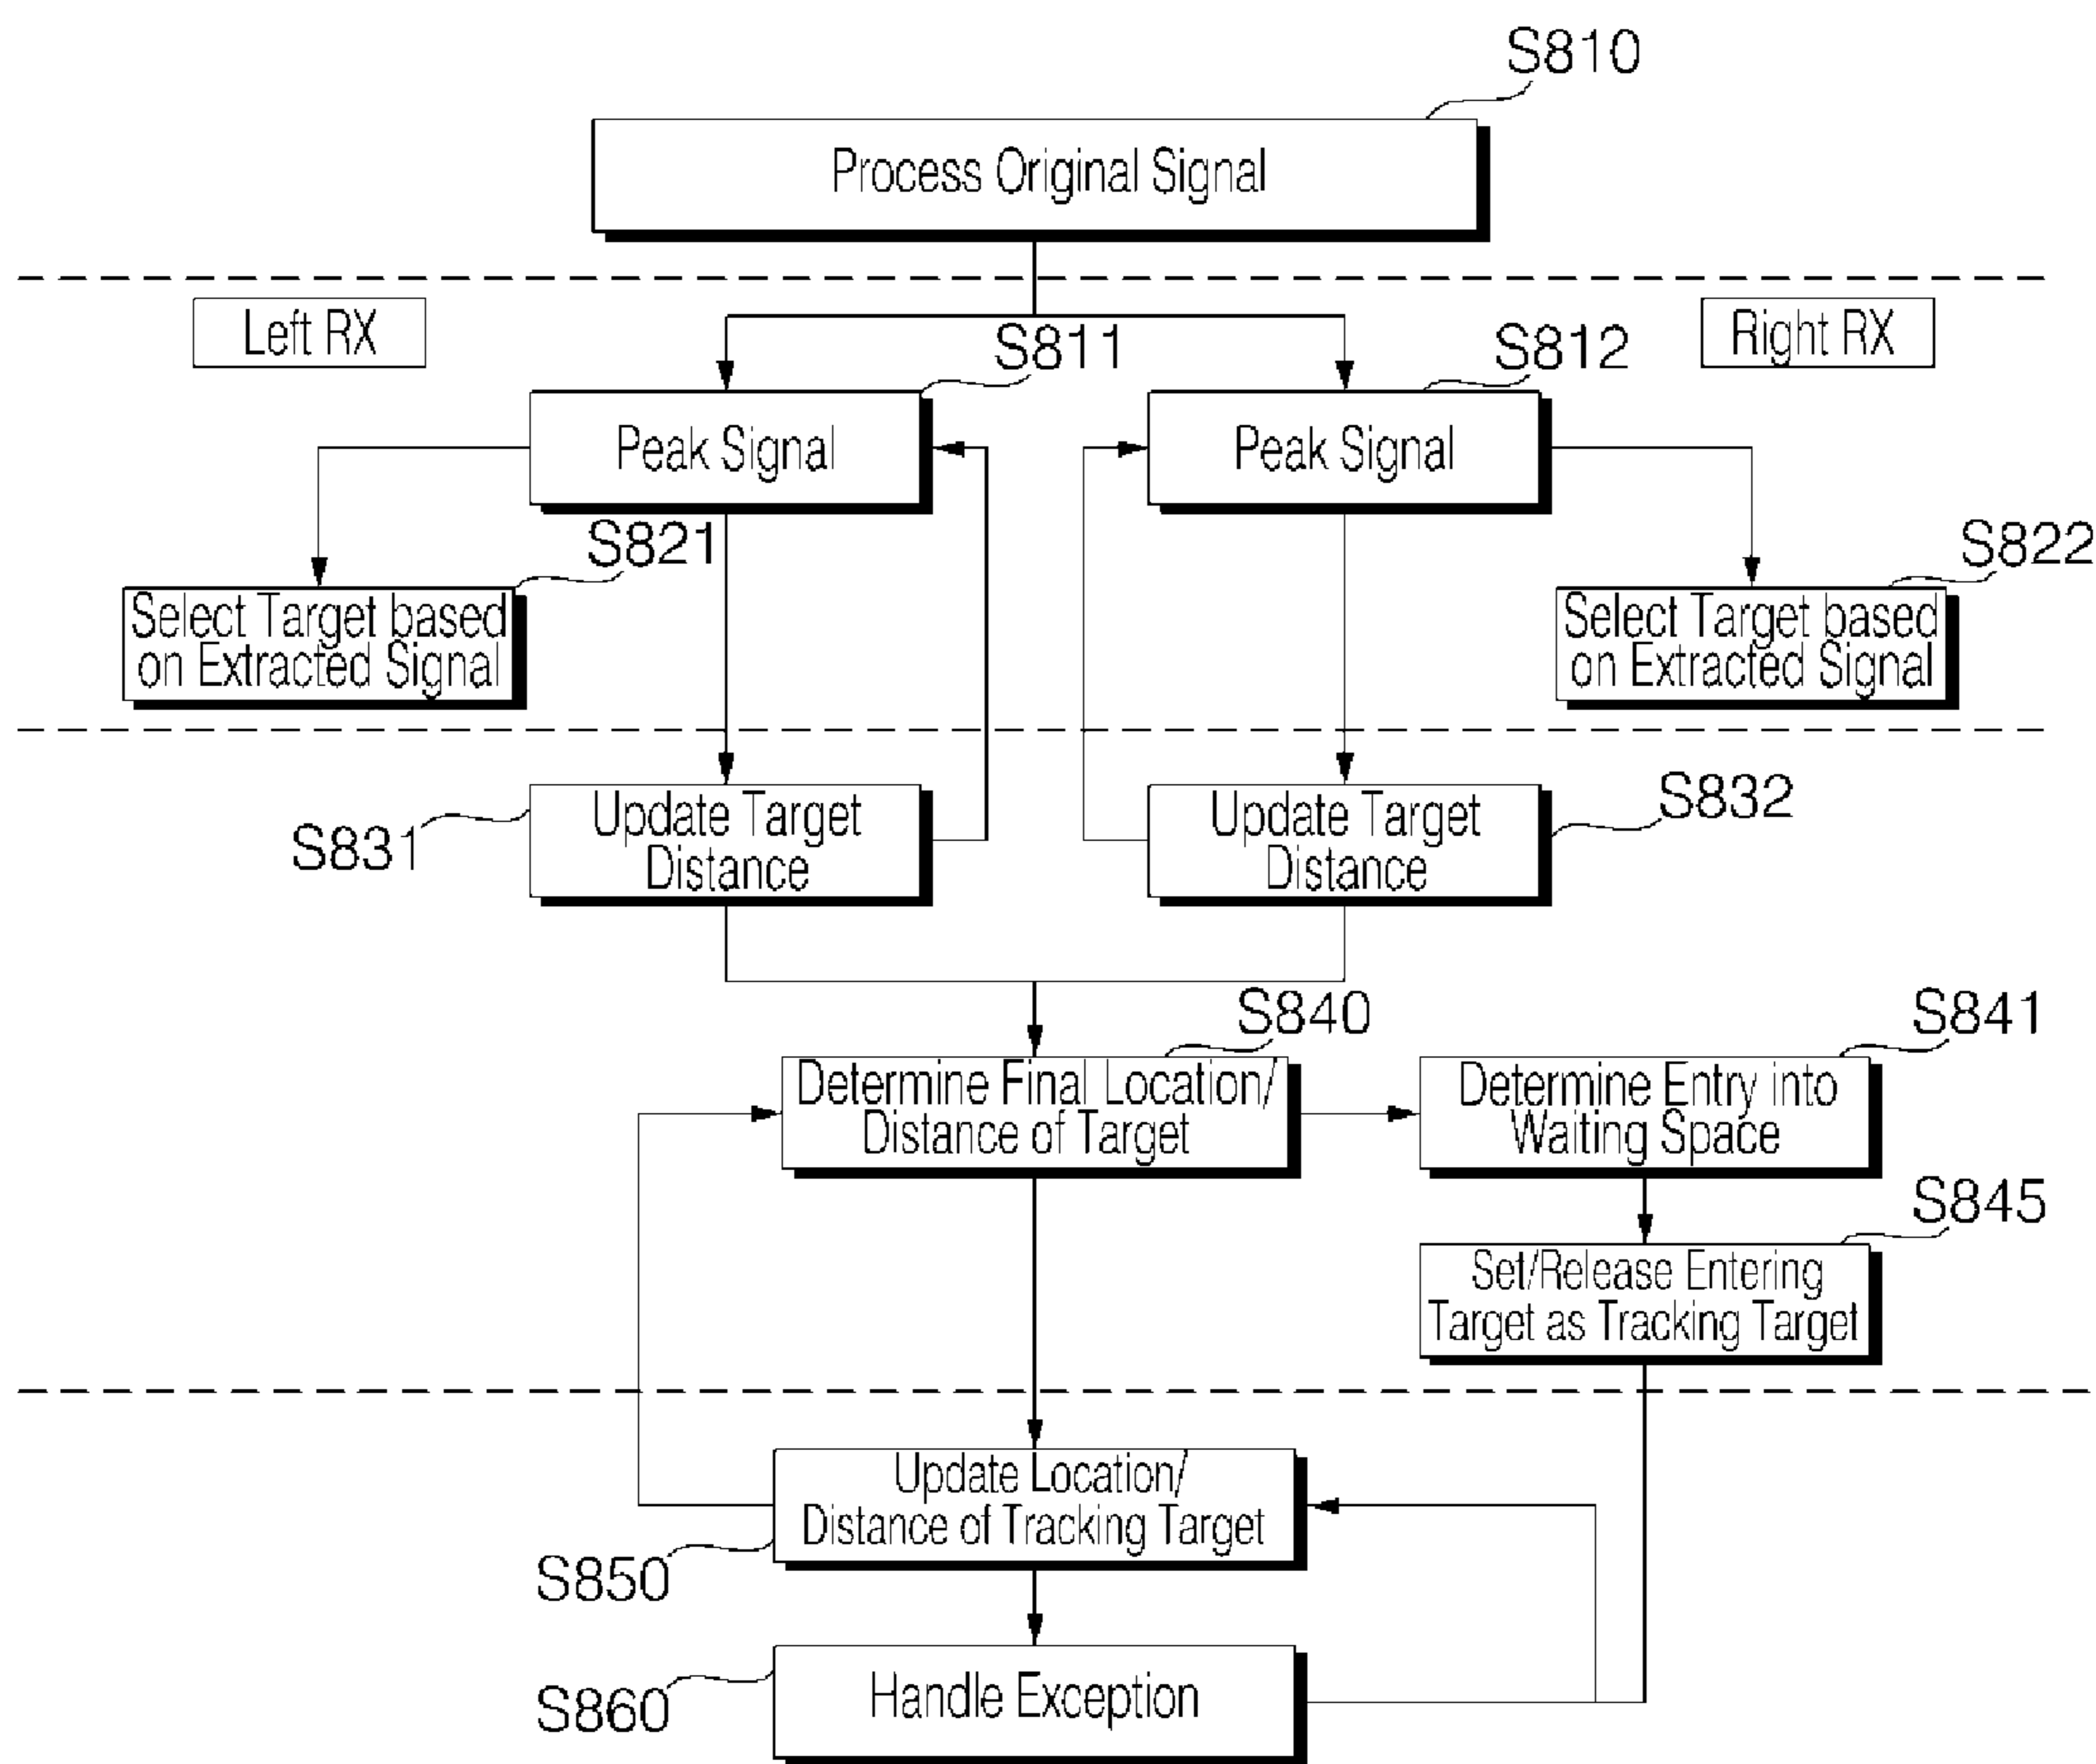 S810
Process Original Signal
Left RX
Right RX
S811
S812
Peak Signal
Peak Signal
S821
S822
Select Target based
on Extracted Signal
Select Target based
on Extracted Signal
S831
Update Target
Distance
Update Target
Distance
S832
S840
S841
Determine Final Location/
Distance of Target
Determine Entry into
Waiting Space
S845
Set/Release Entering
Target as Tracking Target
Update Location/
Distance of Tracking Target
S850
Handle Exception
S860